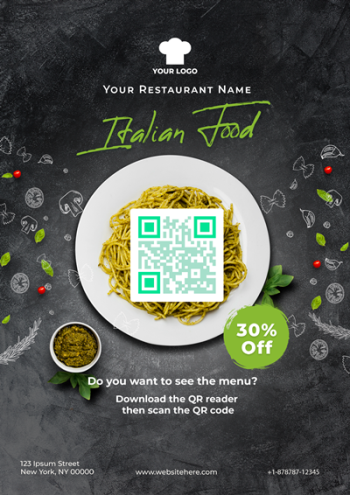 YOUR LOGO
YOUR RESTAURANT NAME
Italian Food
30%
Off
Do you want to see the menu?
Download the QR reader
then scan the QR code
123 Ipsum Street
New York, NY 00000
www.websitehere.com
+1-878787-12345